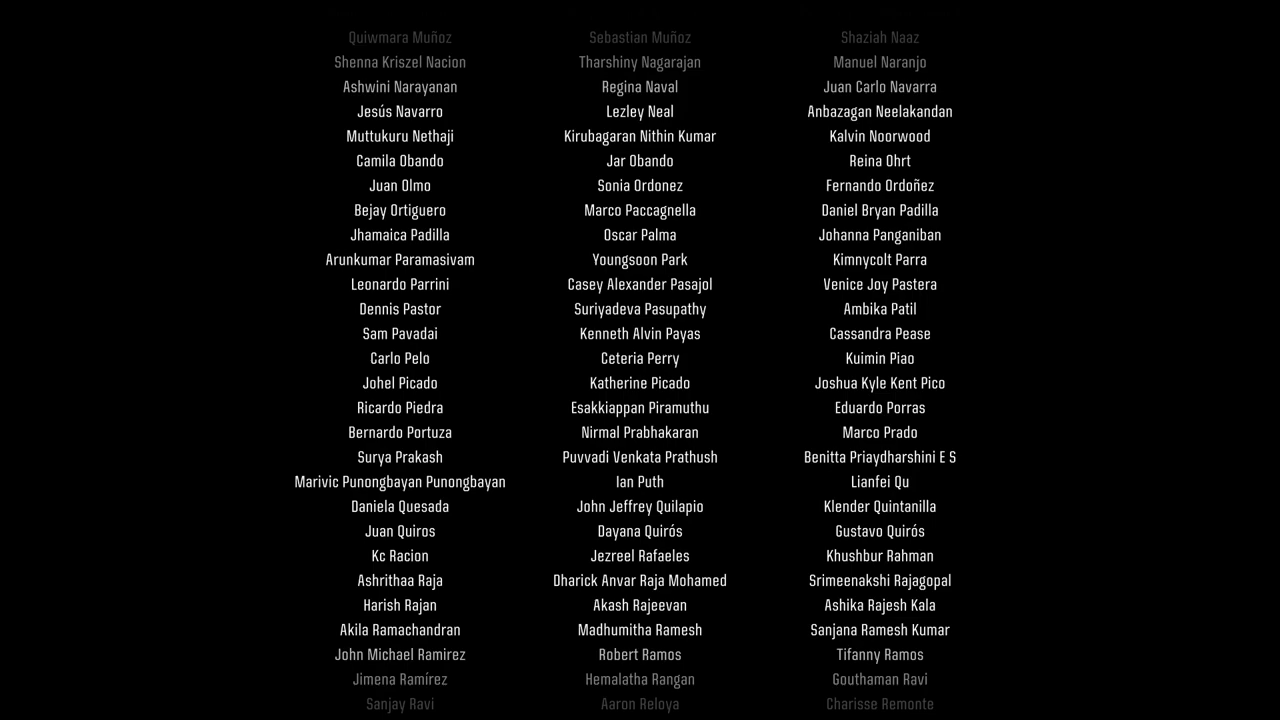 Quiwmara Muñoz Sebastian Muñoz Shaziah Naaz
Shenna Kriszel Nacion Tharshiny Nagarajan Manuel Naranjo
Ashwini Narayanan Regina Naval Juan Carlo Navarra
Jesús Navarro Lezley Neal Anbazagan Neelakandan
Muttukuru Nethaji Kirubagaran Nithin Kumar Kalvin Noorwood
Camila Obando Jar Obando Reina Ohrt
Juan Olmo Sonia Ordonez Fernando Ordoñez
Bejay Ortiguero Marco Paccagnella Daniel Bryan Padilla
Jhamaica Padilla Oscar Palma Johanna Panganiban
Arunkumar Paramasivam Youngsoon Park Kimnycolt Parra
Leonardo Parrini Casey Alexander Pasajol Venice Joy Pastera
Dennis Pastor Suriyadeva Pasupathy Ambika Patil
Sam Pavadai Kenneth Alvin Payas Cassandra Pease
Carlo Pelo Ceteria Perry Kuimin Piao
Johel Picado Katherine Picado Joshua Kyle Kent Pico
Ricardo Piedra Esakkiappan Piramuthu Eduardo Porras
Bernardo Portuza Nirmal Prabhakaran Marco Prado
Surya Prakash Puvvadi Venkata Prathush Benitta Priaydharshini E S
Marivic Punongbayan Punongbayan Ian Puth Lianfei Qu
Daniela Quesada John Jeffrey Quilapio Klender Quintanilla
Juan Quiros Dayana Quirós Gustavo Quirós
Kc Racion Jezreel Rafaeles Khushbur Rahman
Ashrithaa Raja Dharick Anvar Raja Mohamed Srimeenakshi Rajagopal
Harish Rajan Akash Rajeevan Ashika Rajesh Kala
Akila Ramachandran Madhumitha Ramesh Sanjana Ramesh Kumar
John Michael Ramirez Robert Ramos Tifanny Ramos
Jimena Ramírez Hemalatha Rangan Gouthaman Ravi
Sanjay Ravi Aaron Reloya Charisse Remonte